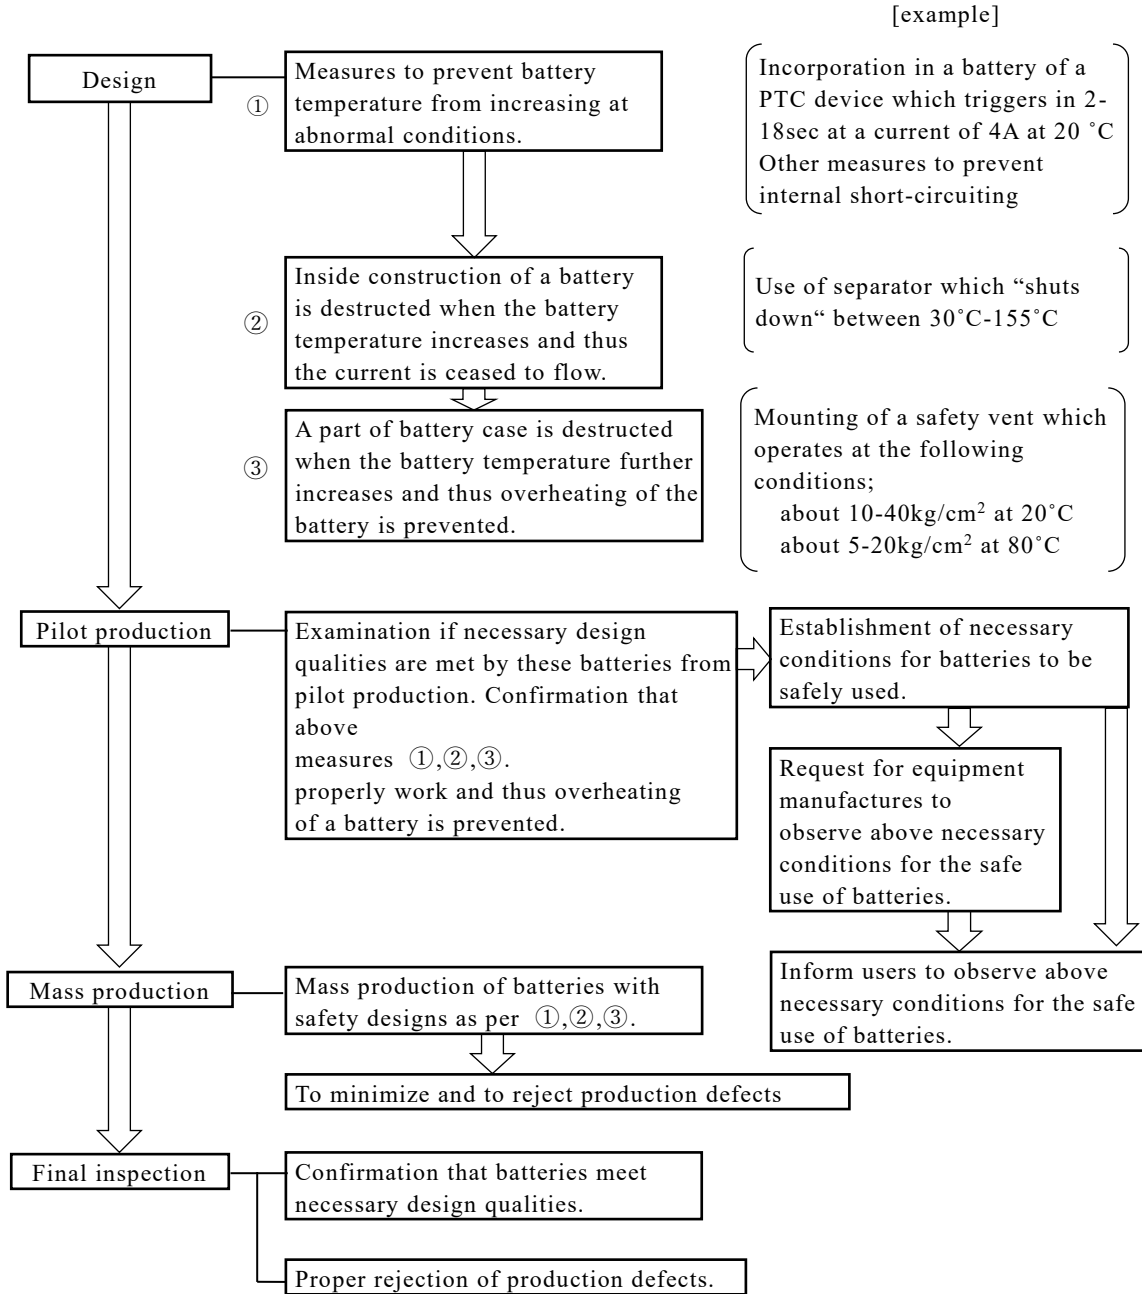 [example]
Design
①
Measures to prevent battery
temperature from increasing at
abnormal conditions.
Incorporation in a battery of a
PTC device which triggers in 2-
18sec at a current of 4A at 20 ˚C
Other measures to prevent
internal short-circuiting
②
Inside construction of a battery
is destructed when the battery
temperature increases and thus
the current is ceased to flow.
Use of separator which “shuts
down“ between 30˚C-155˚C
③
A part of battery case is destructed
when the battery temperature further
increases and thus overheating of the
battery is prevented.
Mounting of a safety vent which
operates at the following
conditions;
about 10-40kg/cm² at 20˚C
about 5-20kg/cm² at 80˚C
Pilot production
Examination if necessary design
qualities are met by these batteries from
pilot production. Confirmation that
above
measures ①,②,③.
properly work and thus overheating
of a battery is prevented.
Establishment of necessary
conditions for batteries to be
safely used.
Request for equipment
manufactures to
observe above necessary
conditions for the safe
use of batteries.
Inform users to observe above
necessary conditions for the safe
use of batteries.
Mass production
Mass production of batteries with
safety designs as per ①,②,③.
To minimize and to reject production defects
Final inspection
Confirmation that batteries meet
necessary design qualities.
Proper rejection of production defects.